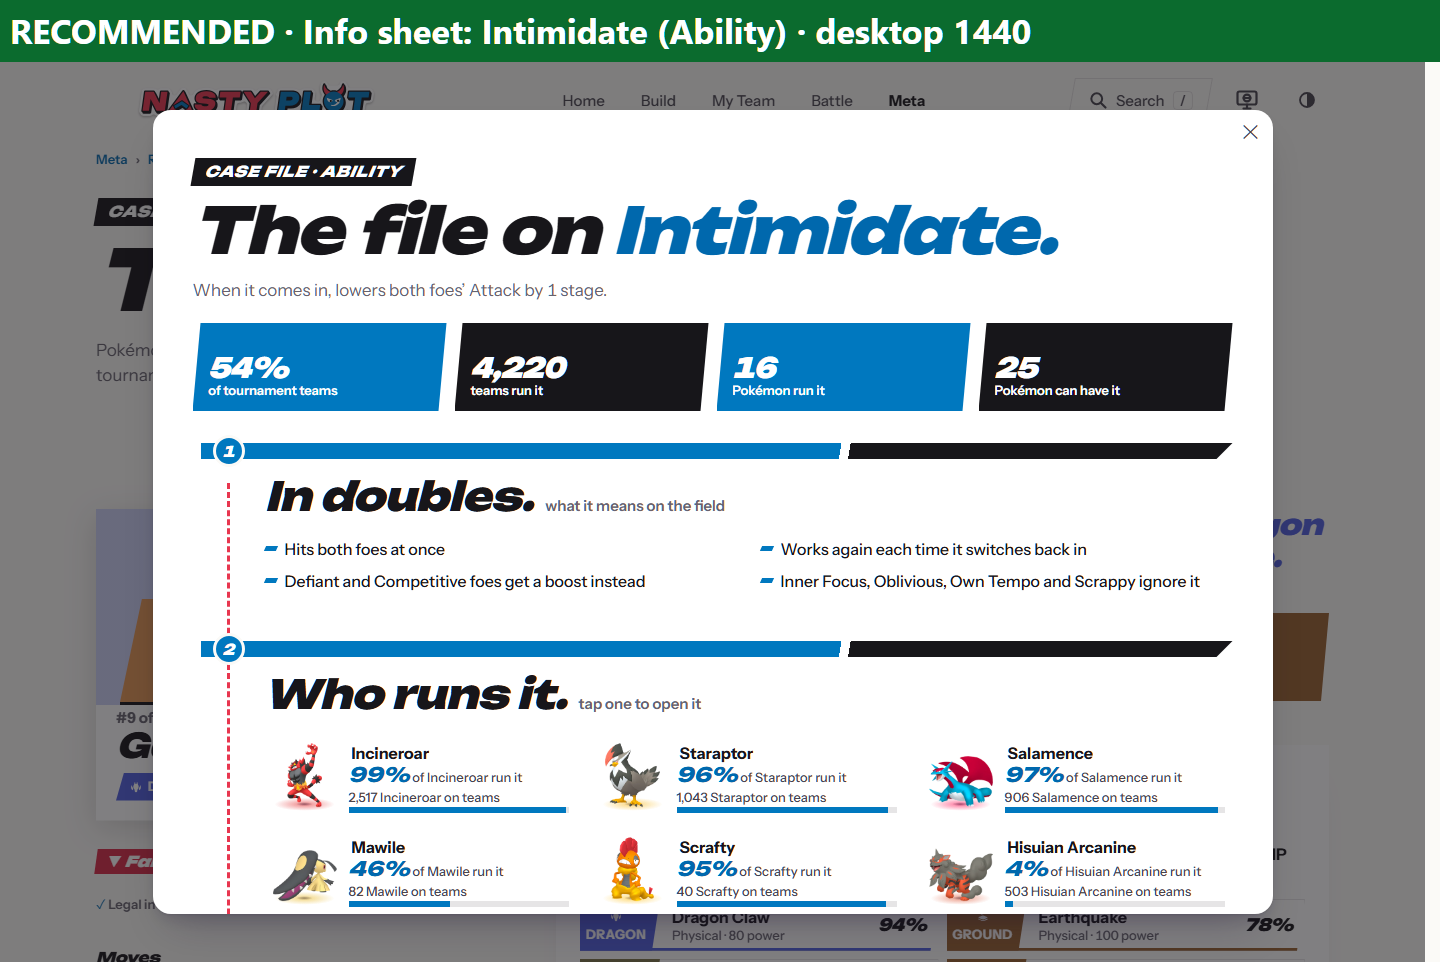 RECOMMENDED · Info sheet: Intimidate (Ability) · desktop 1440
NASTY PLOT
Home
Build
My Team
Battle
Meta
Search /
Meta ›
CASE FILE · ABILITY
The file on Intimidate.
When it comes in, lowers both foes’ Attack by 1 stage.
54%
of tournament teams
4,220
teams run it
16
Pokémon run it
25
Pokémon can have it
1
In doubles. what it means on the field
Hits both foes at once
Works again each time it switches back in
Defiant and Competitive foes get a boost instead
Inner Focus, Oblivious, Own Tempo and Scrappy ignore it
2
Who runs it. tap one to open it
Incineroar
99% of Incineroar run it
2,517 Incineroar on teams
Staraptor
96% of Staraptor run it
1,043 Staraptor on teams
Salamence
97% of Salamence run it
906 Salamence on teams
Mawile
46% of Mawile run it
82 Mawile on teams
Scrafty
95% of Scrafty run it
40 Scrafty on teams
Hisuian Arcanine
4% of Hisuian Arcanine run it
503 Hisuian Arcanine on teams
#9 of
✓ Legal in
Moves
DRAGON
Dragon Claw
Physical · 80 power
94%
GROUND
Earthquake
Physical · 100 power
78%